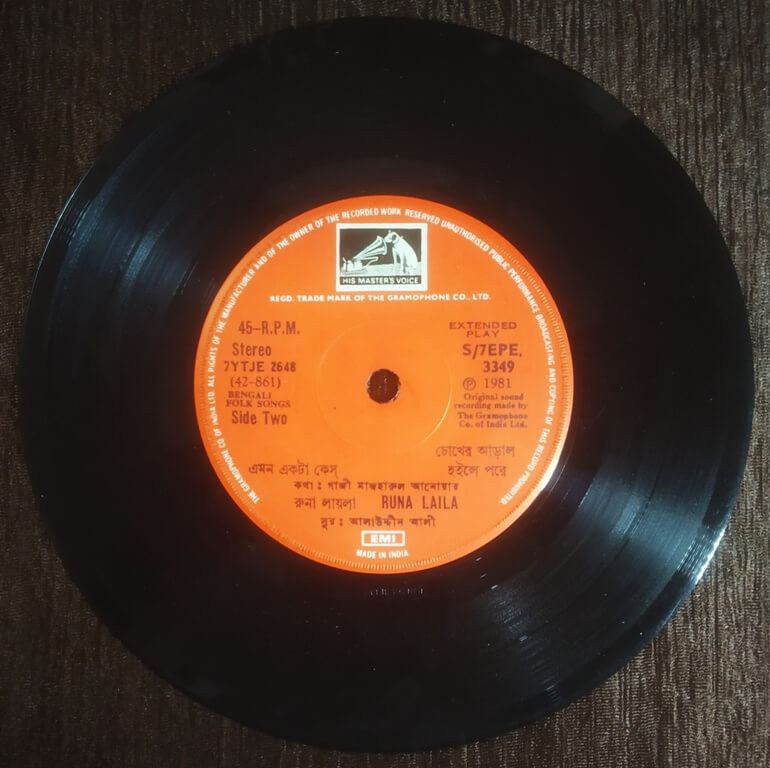 THE GRAMOPHONE CO OF INDIA LTD. ALL RIGHTS OF THE MANUFACTURER AND OF THE OWNER OF THE RECORDED WORK RESERVED UNAUTHORISED PUBLIC PERFORMANCE BROADCASTING AND COPYING OF THIS RECORD PROHIBITED
HIS MASTER'S VOICE
REGD. TRADE MARK OF THE GRAMOPHONE CO., LTD.
45–R.P.M.
Stereo
7YTJE 2648
(42-861)
BENGALI
FOLK SONGS
Side Two
EXTENDED
PLAY
S/7EPE,
3349
℗ 1981
Original sound
recording made by
The Gramophone
Co. of India Ltd.
এমন একটা কেস্
চোখের আড়াল
হইলে পরে
কথা : গাজী মাজহারুল আনোয়ার
রুনা লায়লা RUNA LAILA
সুর : আলাউদ্দীন আলী
EMI
MADE IN INDIA